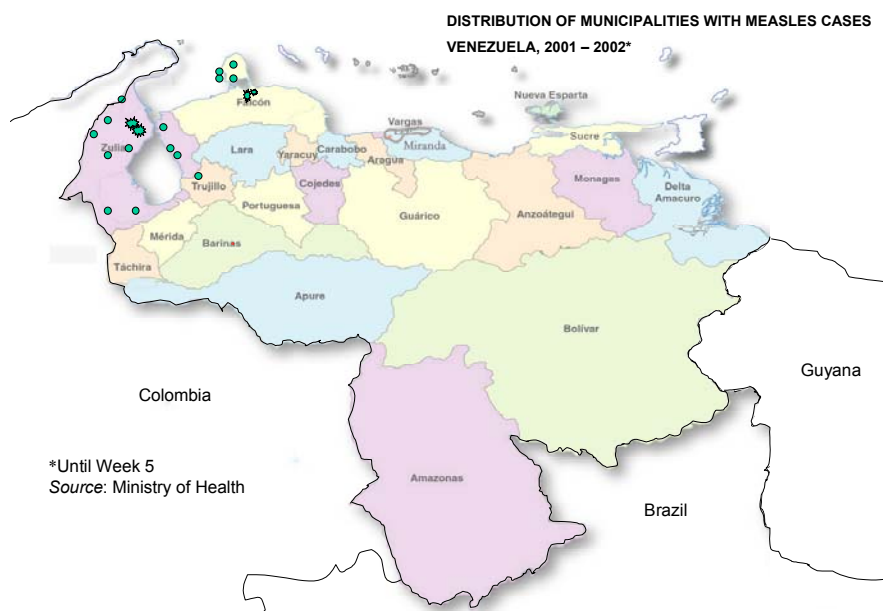 DISTRIBUTION OF MUNICIPALITIES WITH MEASLES CASES
VENEZUELA, 2001 – 2002*
Nueva Esparta
Falcón
Vargas
Sucre
Zulia
Lara
Yaracuy
Carabobo
Miranda
Aragua
Trujillo
Cojedes
Monagas
Delta
Amacuro
Portuguesa
Guárico
Anzoátegui
Mérida
Barinas
Táchira
Apure
Bolívar
Guyana
Colombia
*Until Week 5
Source: Ministry of Health
Amazonas
Brazil